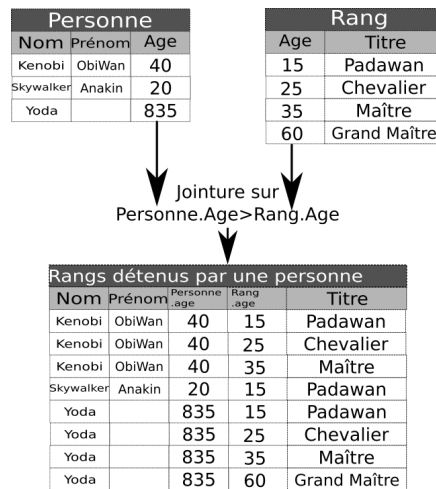 Personne
Nom Prénom Age
Kenobi ObiWan 40
Skywalker Anakin 20
Yoda 835
Rang
Age Titre
15 Padawan
25 Chevalier
35 Maître
60 Grand Maître
Jointure sur
Personne.Age>Rang.Age
Rangs détenus par une personne
Nom Prénom Personne .age Rang .age Titre
Kenobi ObiWan 40 15 Padawan
Kenobi ObiWan 40 25 Chevalier
Kenobi ObiWan 40 35 Maître
Skywalker Anakin 20 15 Padawan
Yoda 835 15 Padawan
Yoda 835 25 Chevalier
Yoda 835 35 Maître
Yoda 835 60 Grand Maître